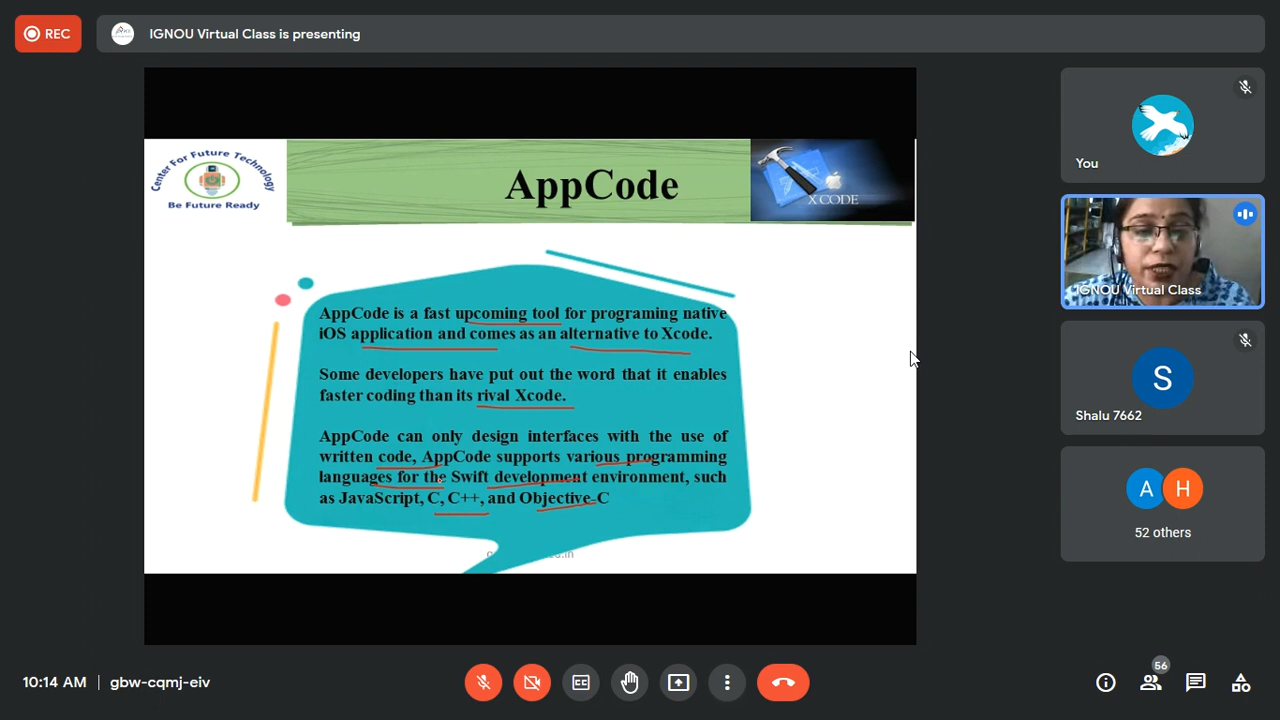 REC
IGNOU Virtual Class is presenting
Center For Future Technology
Be Future Ready
AppCode
X CODE
AppCode is a fast upcoming tool for programing native
iOS application and comes as an alternative to Xcode.
Some developers have put out the word that it enables
faster coding than its rival Xcode.
AppCode can only design interfaces with the use of
written code, AppCode supports various programming
languages for the Swift development environment, such
as JavaScript, C, C++, and Objective-C
You
IGNOU Virtual Class
S
Shalu 7662
A H
52 others
10:14 AM | gbw-cqmj-eiv
CC
56